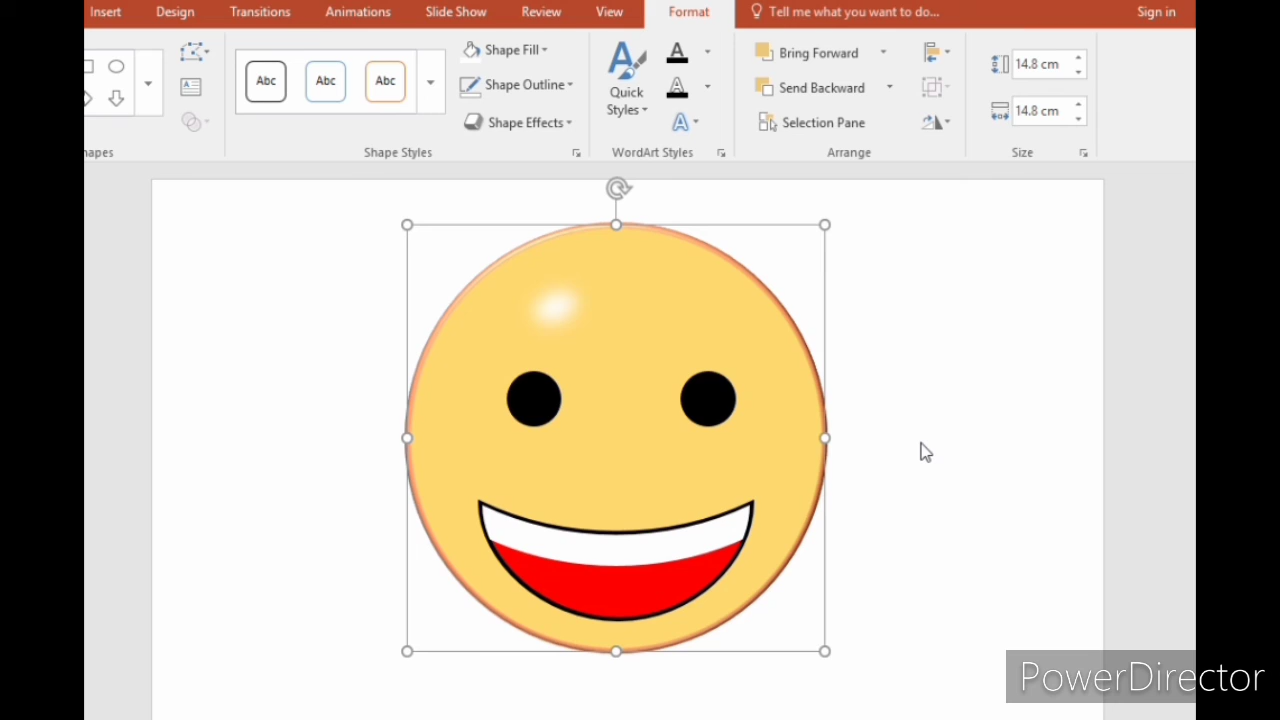 Insert Design Transitions Animations Slide Show Review View Format Tell me what you want to do... Sign in
Shape Fill
Bring Forward
14.8 cm
Abc Abc Abc
Shape Outline
Quick
Styles
Send Backward
14.8 cm
Shape Effects
Selection Pane
hapes Shape Styles WordArt Styles Arrange Size
PowerDirector